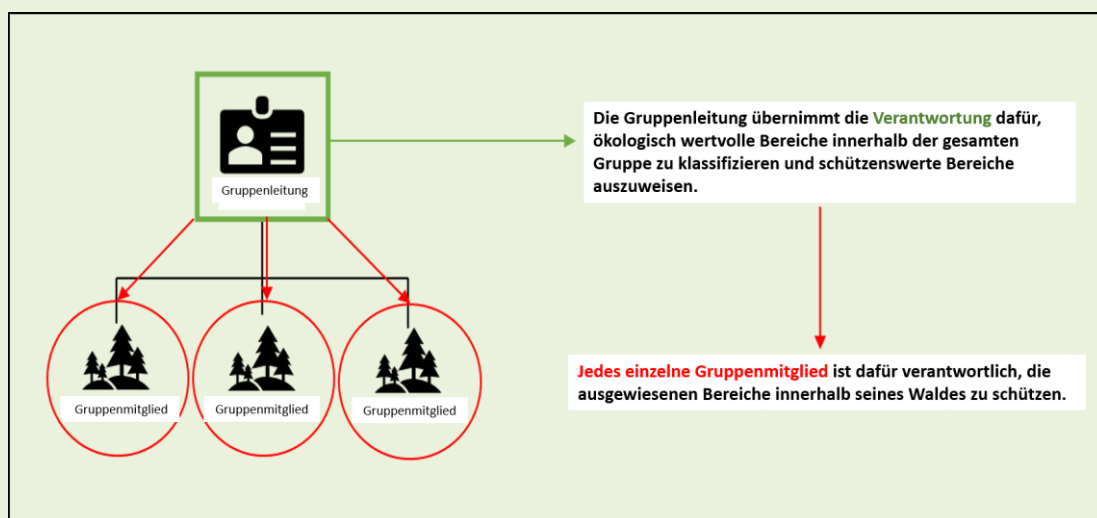 Gruppenleitung
Die Gruppenleitung übernimmt die Verantwortung dafür,
ökologisch wertvolle Bereiche innerhalb der gesamten
Gruppe zu klassifizieren und schützenswerte Bereiche
auszuweisen.
Gruppenmitglied
Gruppenmitglied
Gruppenmitglied
Jedes einzelne Gruppenmitglied ist dafür verantwortlich, die
ausgewiesenen Bereiche innerhalb seines Waldes zu schützen.